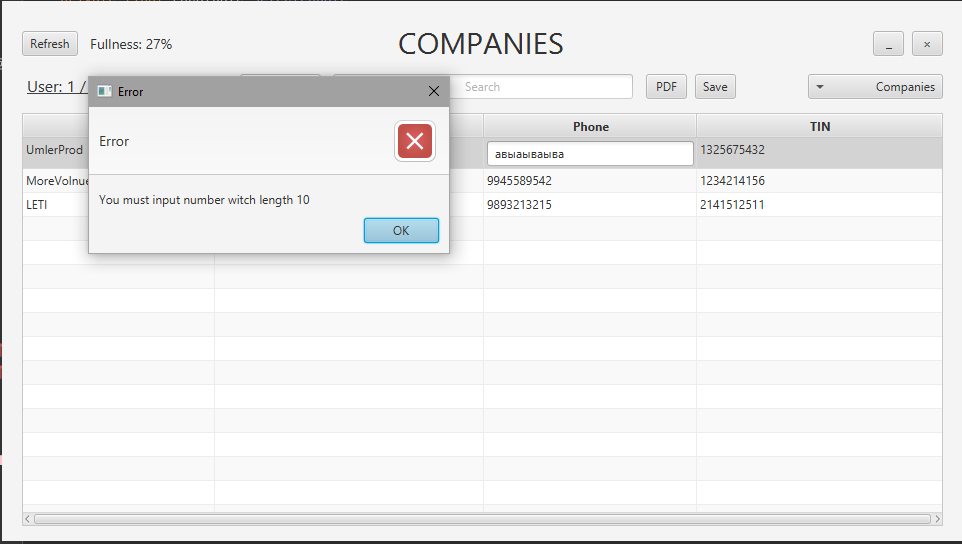 Refresh
Fullness: 27%
COMPANIES
_
×
User: 1 /
Search
PDF
Save
Companies
Error
Error
You must input number witch length 10
OK
Phone
TIN
UmlerProd
авыаываыва
1325675432
MoreVolnue
9945589542
1234214156
LETI
9893213215
2141512511